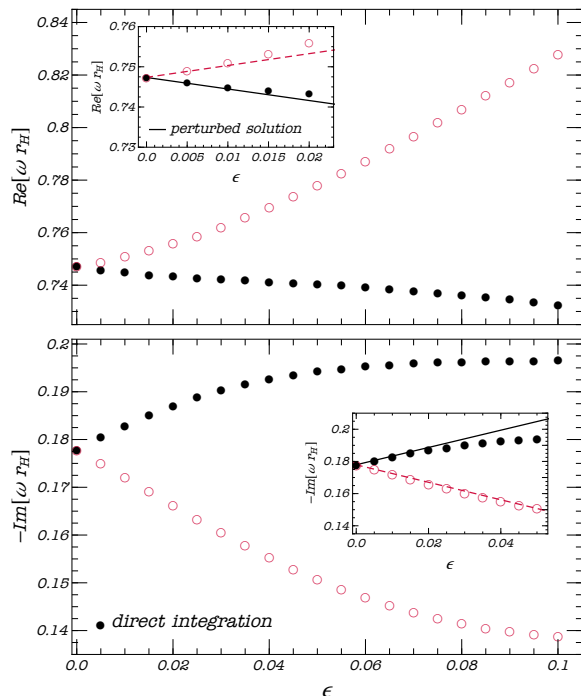 0.84
0.82
0.8
0.78
0.76
0.74
Re[ω r_H]
0.76
0.75
0.74
0.73
Re[ω r_H]
perturbed solution
0.0 0.005 0.01 0.015 0.02
ϵ
0.2
0.19
0.18
0.17
0.16
0.15
0.14
−Im[ω r_H]
0.2
0.18
0.16
0.14
−Im[ω r_H]
0.0 0.02 0.04
ϵ
direct integration
0.0 0.02 0.04 0.06 0.08 0.1
ϵ